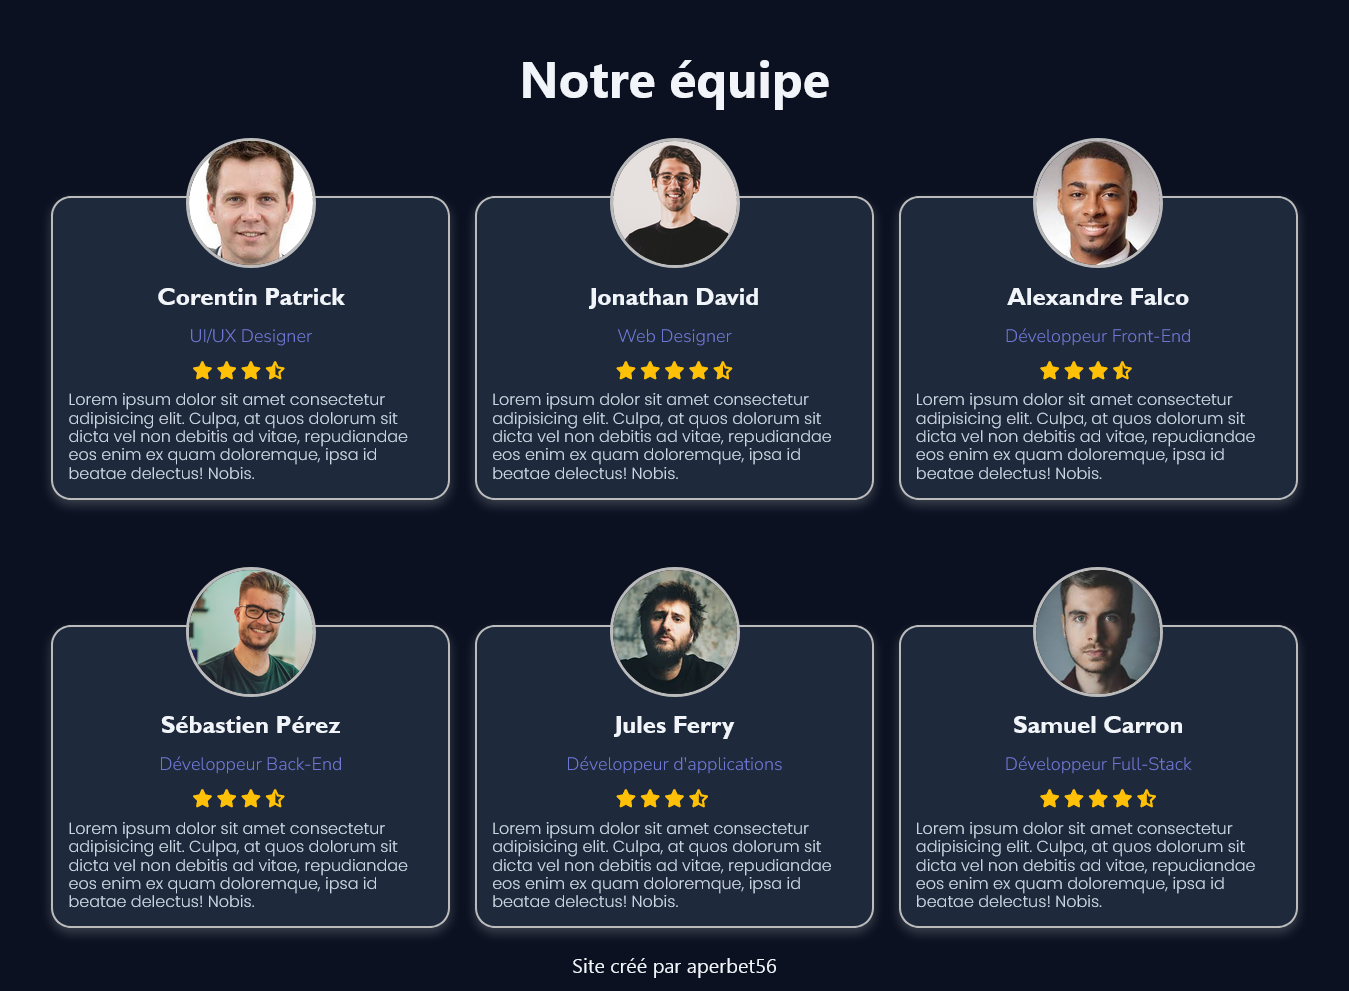 Notre équipe
Corentin Patrick
UI/UX Designer
Lorem ipsum dolor sit amet consectetur
adipisicing elit. Culpa, at quos dolorum sit
dicta vel non debitis ad vitae, repudiandae
eos enim ex quam doloremque, ipsa id
beatae delectus! Nobis.
Jonathan David
Web Designer
Lorem ipsum dolor sit amet consectetur
adipisicing elit. Culpa, at quos dolorum sit
dicta vel non debitis ad vitae, repudiandae
eos enim ex quam doloremque, ipsa id
beatae delectus! Nobis.
Alexandre Falco
Développeur Front-End
Lorem ipsum dolor sit amet consectetur
adipisicing elit. Culpa, at quos dolorum sit
dicta vel non debitis ad vitae, repudiandae
eos enim ex quam doloremque, ipsa id
beatae delectus! Nobis.
Sébastien Pérez
Développeur Back-End
Lorem ipsum dolor sit amet consectetur
adipisicing elit. Culpa, at quos dolorum sit
dicta vel non debitis ad vitae, repudiandae
eos enim ex quam doloremque, ipsa id
beatae delectus! Nobis.
Jules Ferry
Développeur d'applications
Lorem ipsum dolor sit amet consectetur
adipisicing elit. Culpa, at quos dolorum sit
dicta vel non debitis ad vitae, repudiandae
eos enim ex quam doloremque, ipsa id
beatae delectus! Nobis.
Samuel Carron
Développeur Full-Stack
Lorem ipsum dolor sit amet consectetur
adipisicing elit. Culpa, at quos dolorum sit
dicta vel non debitis ad vitae, repudiandae
eos enim ex quam doloremque, ipsa id
beatae delectus! Nobis.
Site créé par aperbet56